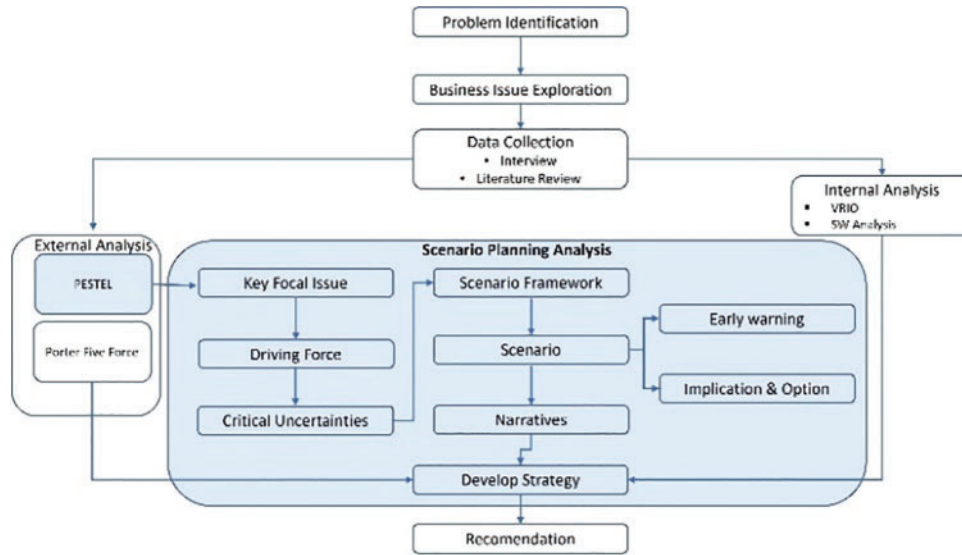 Problem Identification
Business Issue Exploration
Data Collection
• Interview
• Literature Review
Internal Analysis
▪ VRIO
▪ SW Analysis
External Analysis
PESTEL
Porter Five Force
Scenario Planning Analysis
Key Focal Issue
Driving Force
Critical Uncertainties
Scenario Framework
Scenario
Narratives
Early warning
Implication & Option
Develop Strategy
Recomendation